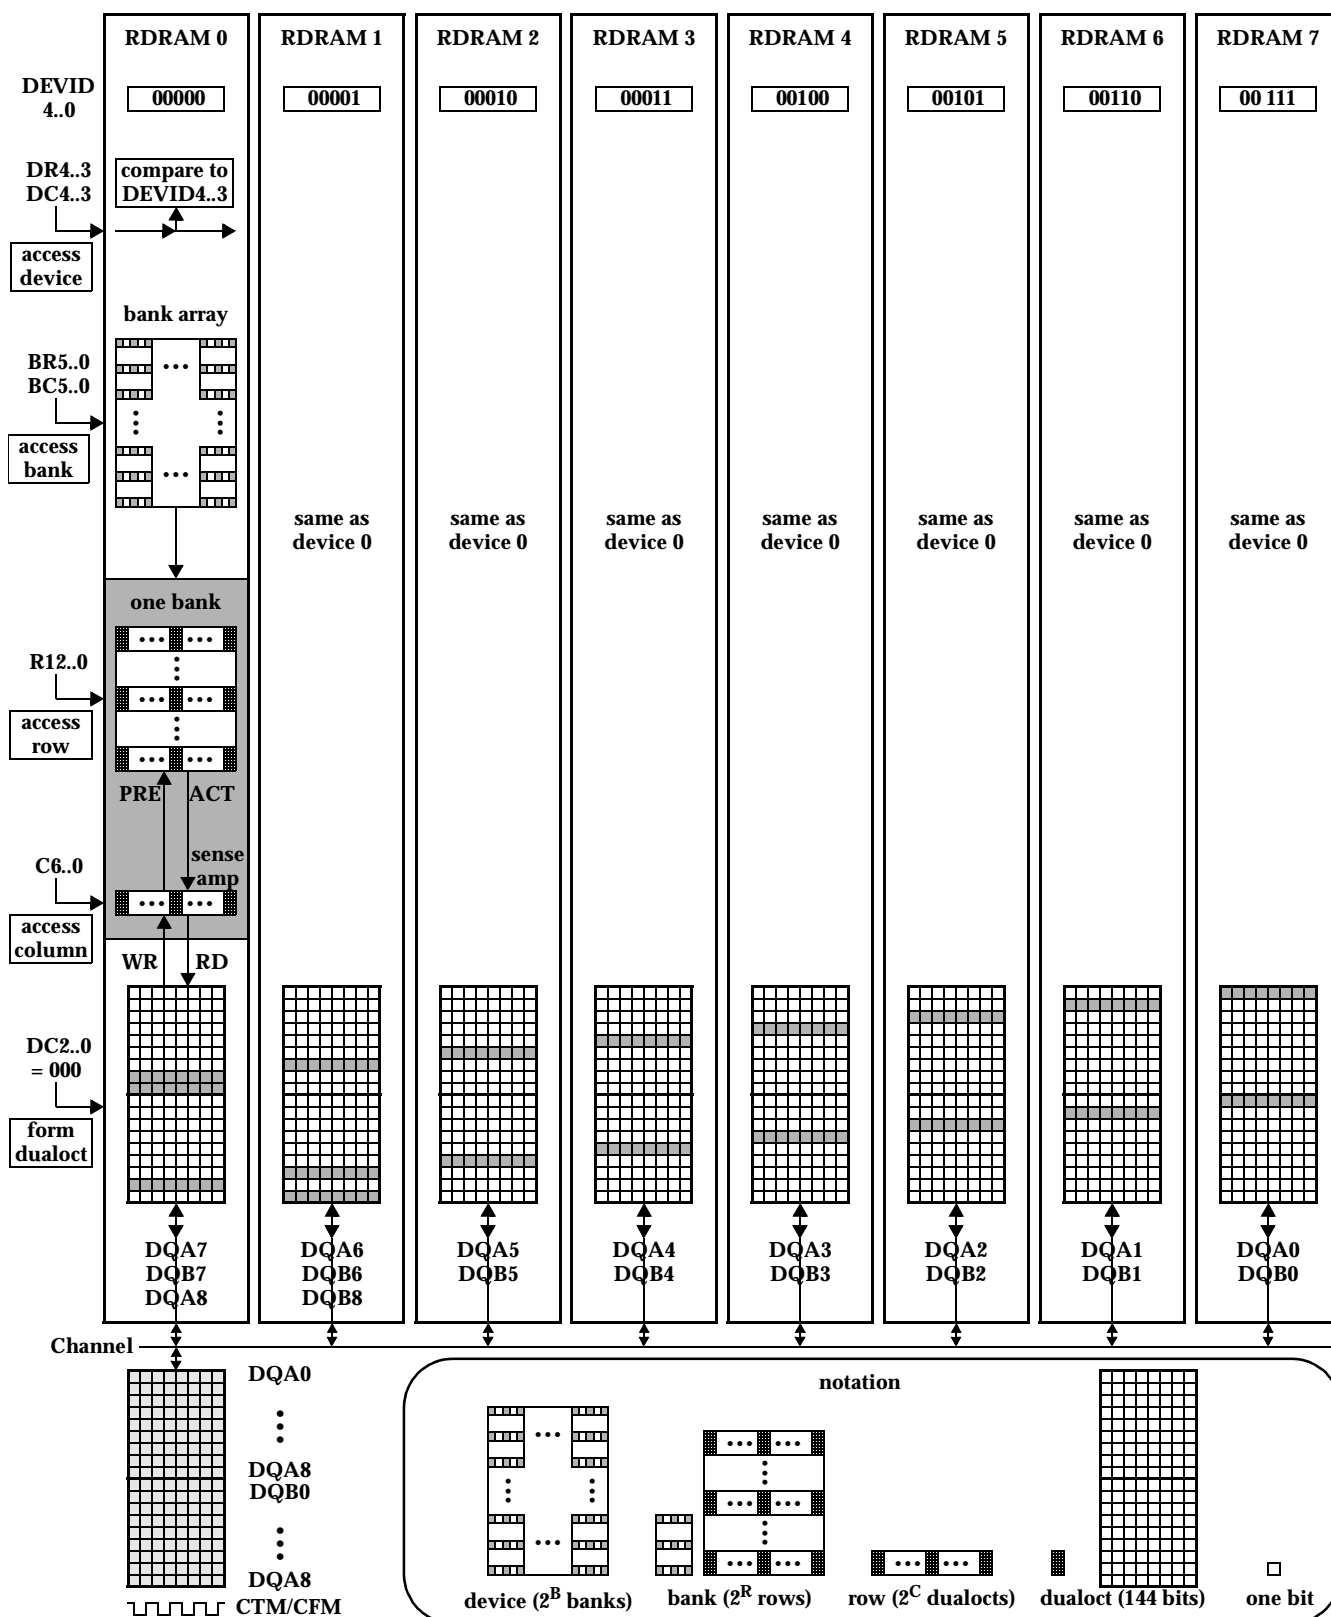 RDRAM 0 RDRAM 1 RDRAM 2 RDRAM 3 RDRAM 4 RDRAM 5 RDRAM 6 RDRAM 7
DEVID
4..0
00000 00001 00010 00011 00100 00101 00110 00 111
DR4..3
DC4..3
compare to
DEVID4..3
access
device
bank array
BR5..0
BC5..0
access
bank
same as same as same as same as same as same as same as
device 0 device 0 device 0 device 0 device 0 device 0 device 0
one bank
R12..0
access
row
PRE ACT
C6..0
sense
amp
access
column
WR RD
DC2..0
= 000
form
dualoct
DQA7 DQA6 DQA5 DQA4 DQA3 DQA2 DQA1 DQA0
DQB7 DQB6 DQB5 DQB4 DQB3 DQB2 DQB1 DQB0
DQA8 DQB8
Channel
DQA0
DQA8
DQB0
DQA8
CTM/CFM
notation
device (2^B banks) bank (2^R rows) row (2^C dualocts) dualoct (144 bits) one bit